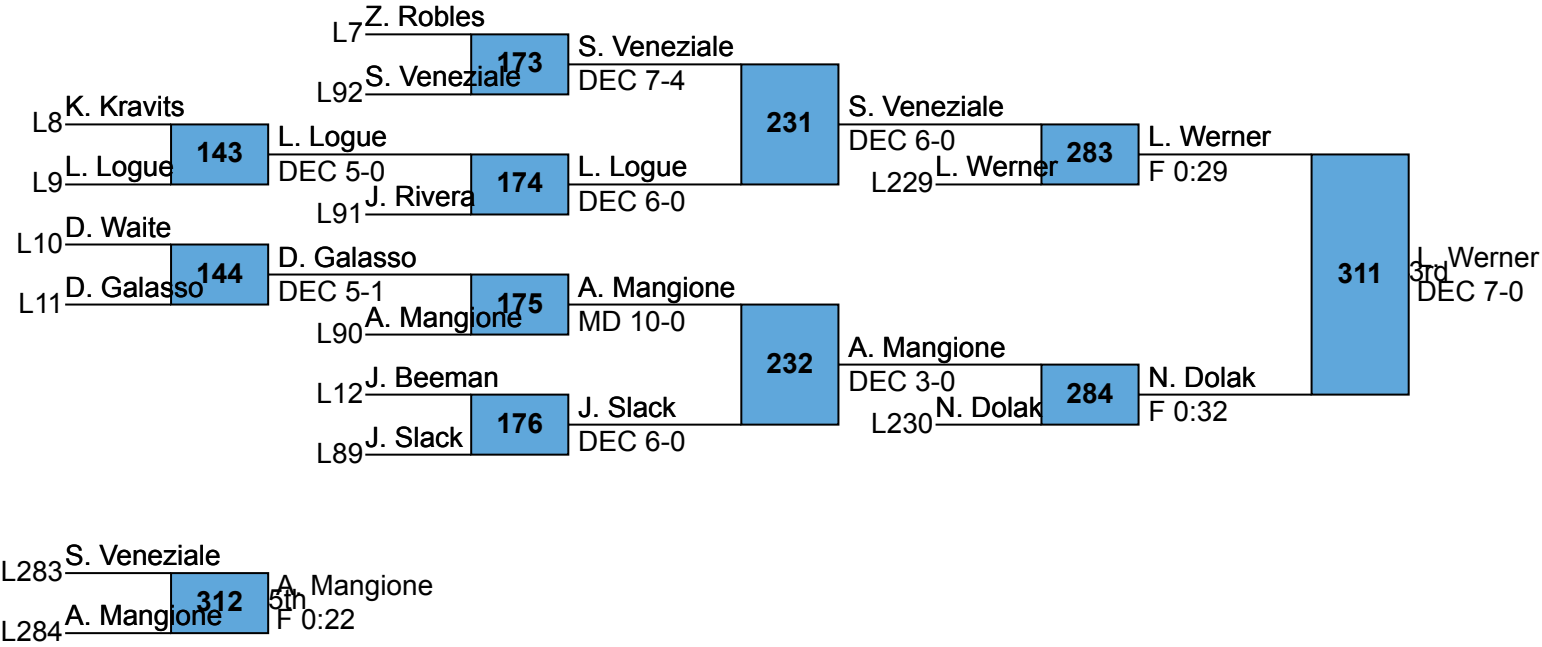 Z. Robles
L7
173
S. Veneziale
DEC 7-4
S. Veneziale
L92
K. Kravits
L8
143
L. Logue
DEC 5-0
L. Logue
L9
174
L. Logue
DEC 6-0
J. Rivera
L91
231
S. Veneziale
DEC 6-0
283
L. Werner
F 0:29
L. Werner
L229
D. Waite
L10
144
D. Galasso
DEC 5-1
D. Galasso
L11
175
A. Mangione
MD 10-0
A. Mangione
L90
J. Beeman
L12
176
J. Slack
DEC 6-0
J. Slack
L89
232
A. Mangione
DEC 3-0
284
N. Dolak
F 0:32
N. Dolak
L230
311
3rd
L. Werner
DEC 7-0
S. Veneziale
L283
312
5th
A. Mangione
F 0:22
A. Mangione
L284